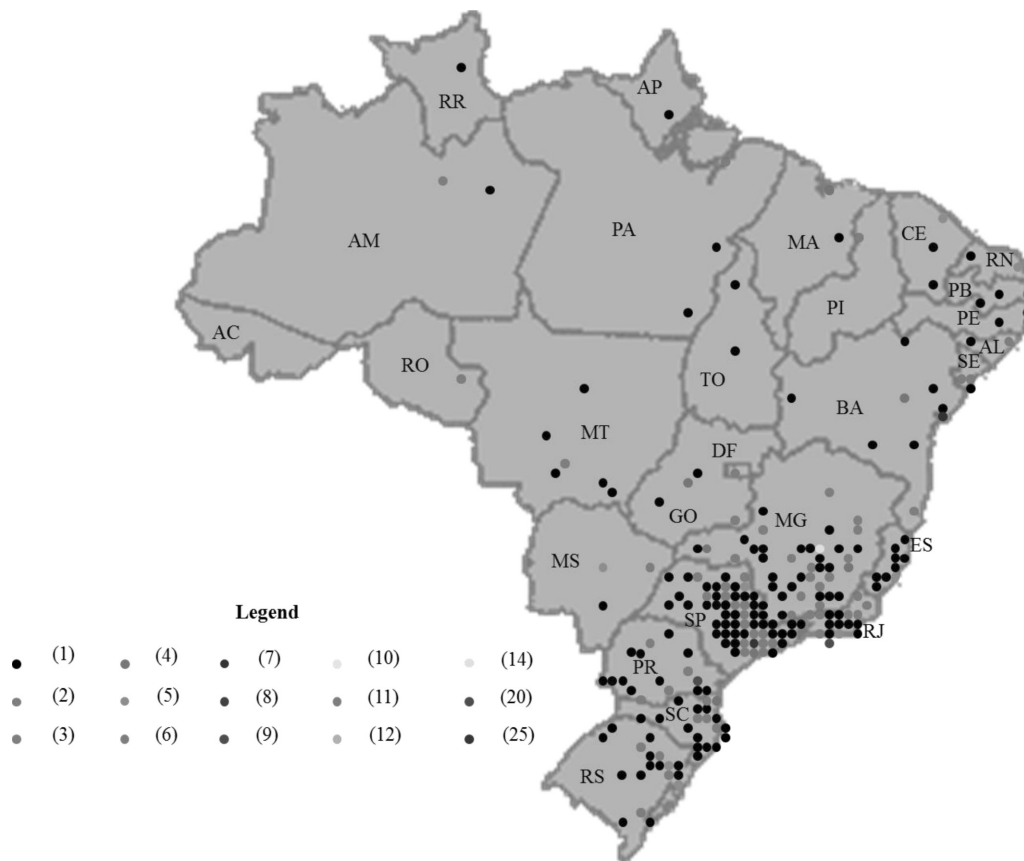 RR
AP
AM
PA
MA
CE
RN
PB
PI
PE
AC
AL
RO
SE
TO
BA
MT
DF
GO
MG
MS
ES
SP
RJ
PR
SC
RS
Legend
(1) (4) (7) (10) (14)
(2) (5) (8) (11) (20)
(3) (6) (9) (12) (25)